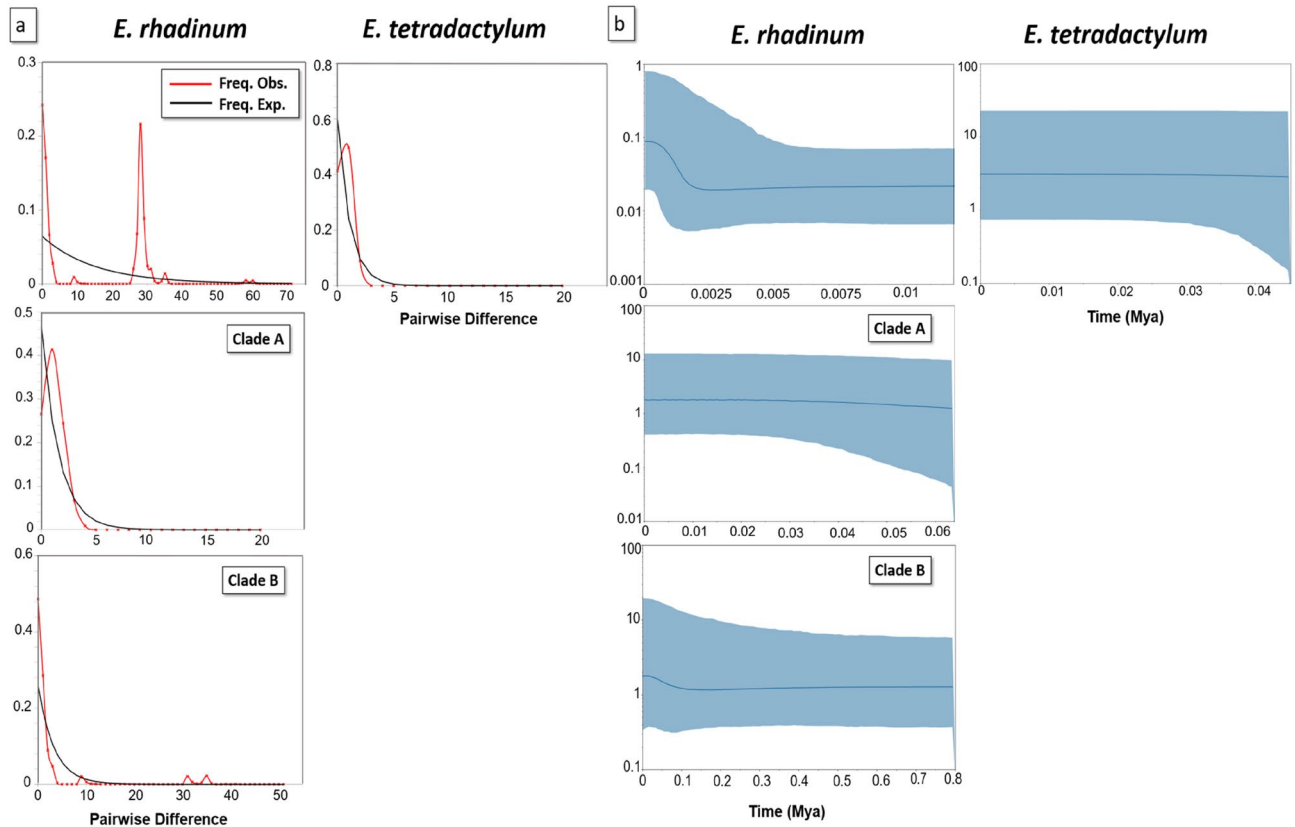 a
E. rhadinum
E. tetradactylum
0.3
0.2
0.1
0
0 10 20 30 40 50 60 70
Freq. Obs.
Freq. Exp.
0.8
0.6
0.4
0.2
0
0 5 10 15 20
Pairwise Difference
0.5
0.4
0.3
0.2
0.1
0
0 5 10 15 20
Clade A
0.6
0.4
0.2
0
0 10 20 30 40 50
Clade B
Pairwise Difference
b
E. rhadinum
E. tetradactylum
1
0.1
0.01
0.001
0 0.0025 0.005 0.0075 0.01
100
10
1
0.1
0 0.01 0.02 0.03 0.04
Time (Mya)
100
10
1
0.1
0.01
0 0.01 0.02 0.03 0.04 0.05 0.06
Clade A
100
10
1
0.1
0 0.1 0.2 0.3 0.4 0.5 0.6 0.7 0.8
Clade B
Time (Mya)